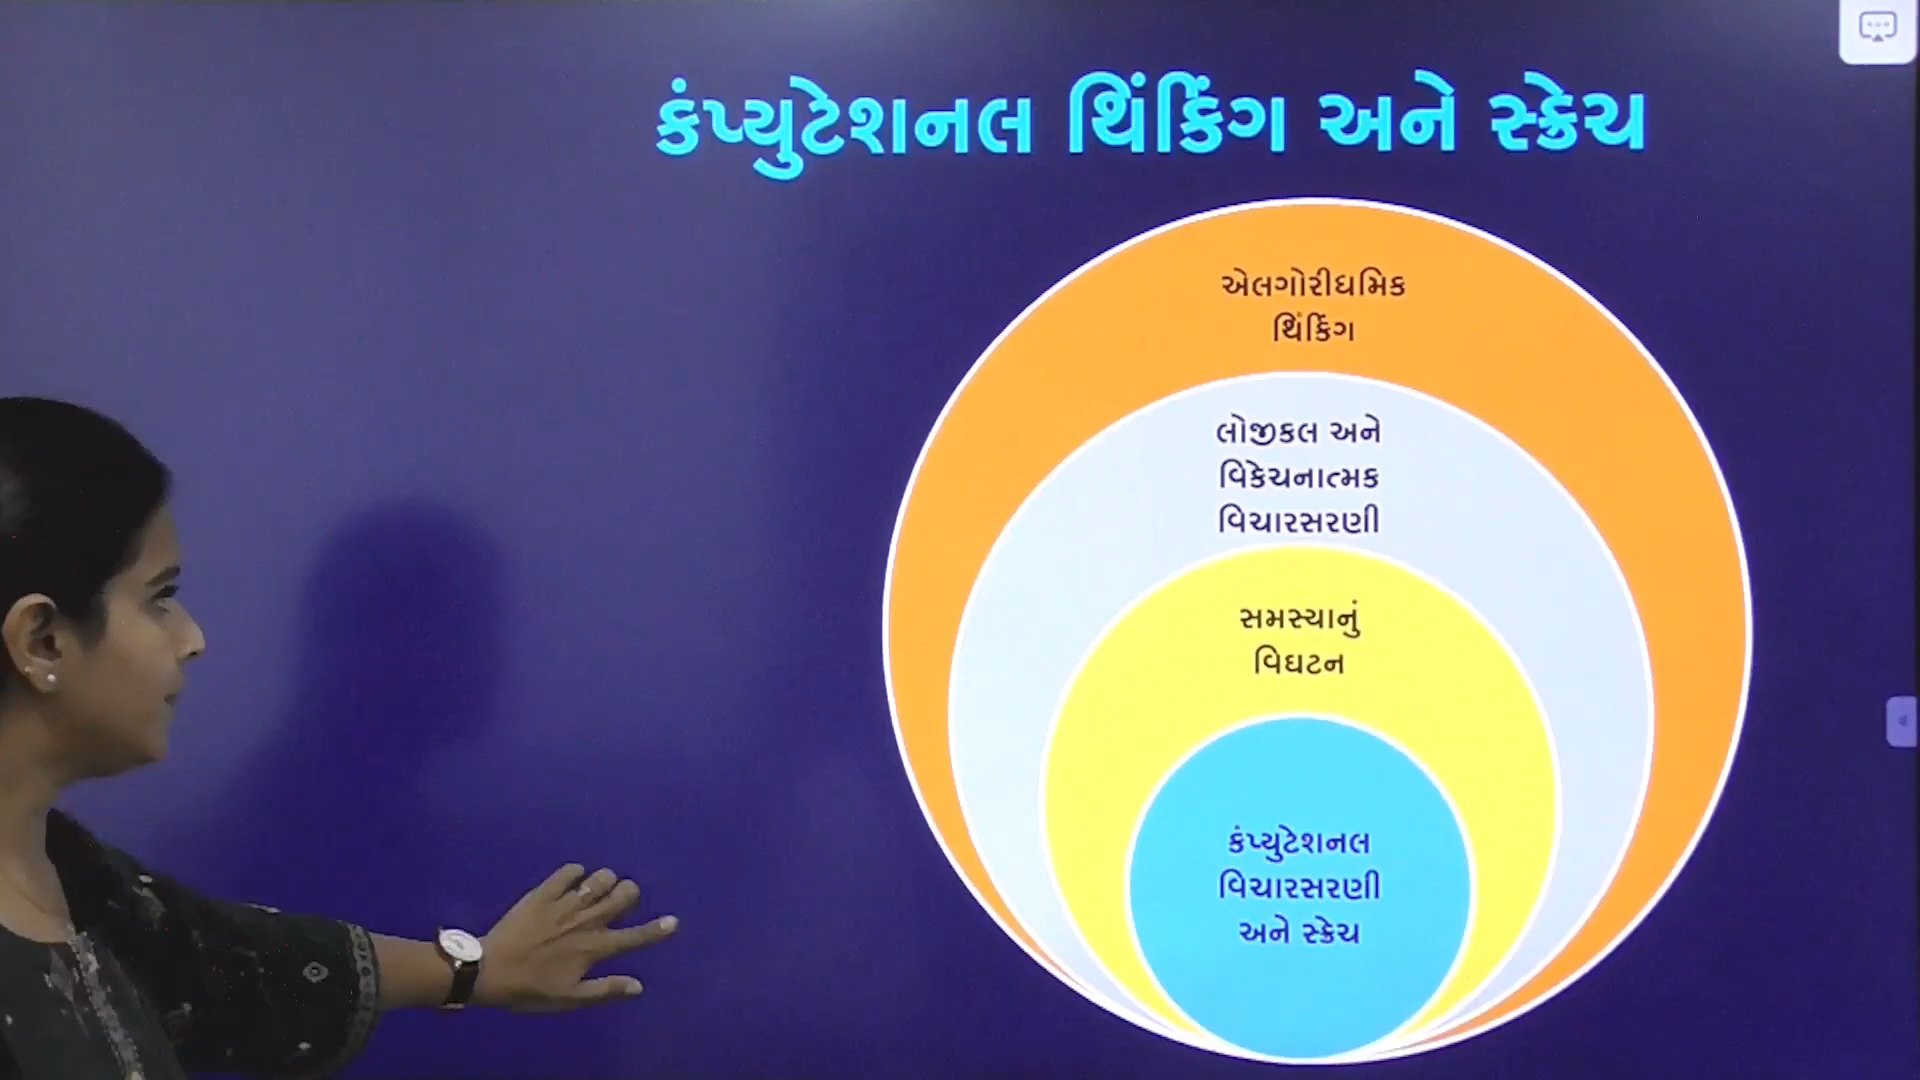 કંપ્યુટેશનલ થિંકિંગ અને સ્ક્રેચ
એલગોરીધમિક
થિંકિંગ
લોજીકલ અને
વિકેચનાત્મક
વિચારસરણી
સમસ્યાનું
વિઘટન
કંપ્યુટેશનલ
વિચારસરણી
અને સ્ક્રેચ